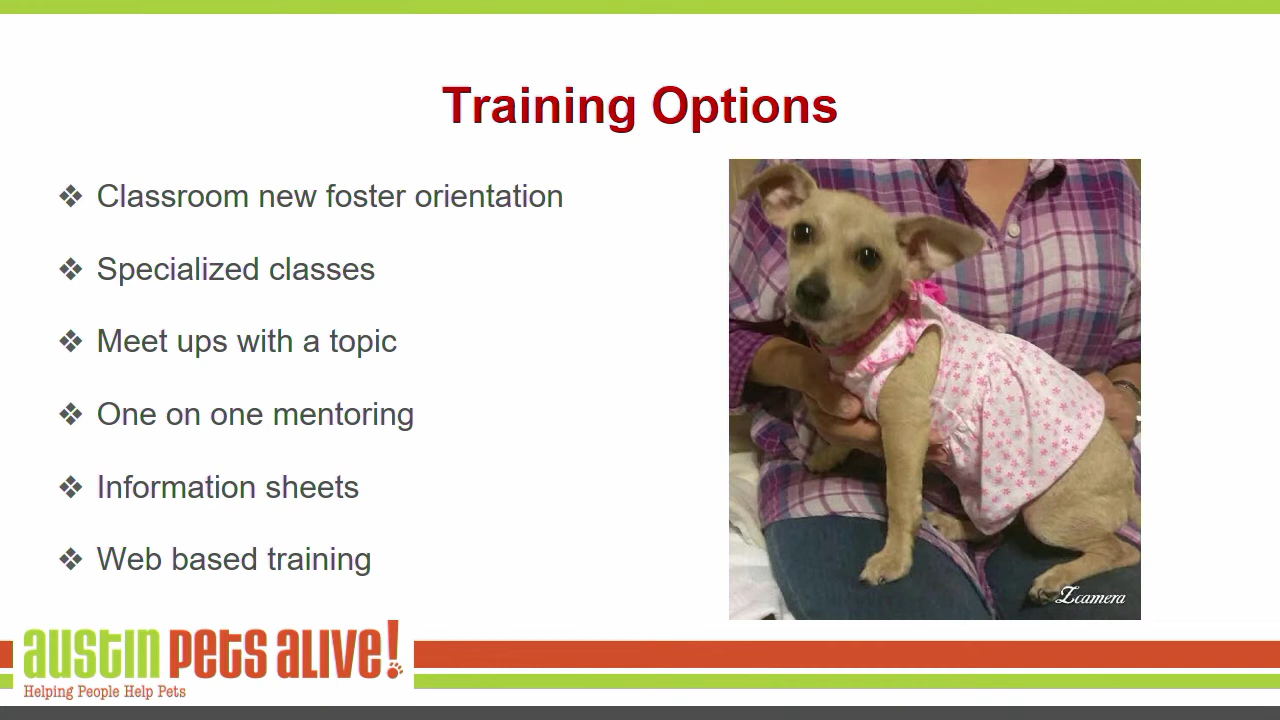 Training Options
❖ Classroom new foster orientation
❖ Specialized classes
❖ Meet ups with a topic
❖ One on one mentoring
❖ Information sheets
❖ Web based training
Zcamera
austin pets alive!
Helping People Help Pets